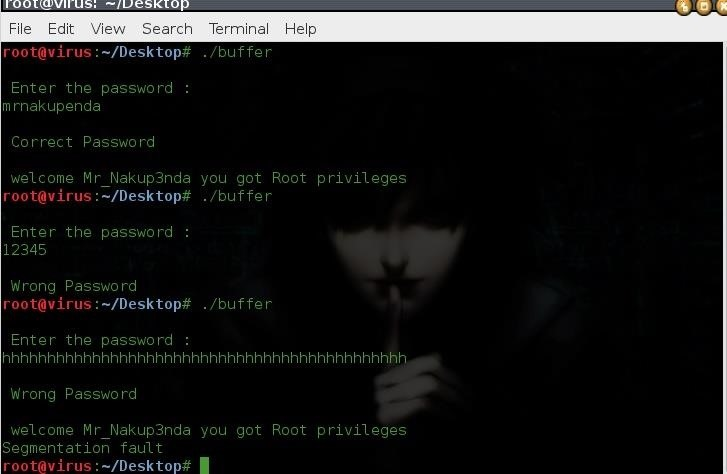 root@virus: ~/Desktop
File Edit View Search Terminal Help
root@virus:~/Desktop# ./buffer
Enter the password :
mrnakupenda
Correct Password
welcome Mr_Nakup3nda you got Root privileges
root@virus:~/Desktop# ./buffer
Enter the password :
12345
Wrong Password
root@virus:~/Desktop# ./buffer
Enter the password :
hhhhhhhhhhhhhhhhhhhhhhhhhhhhhhhhhhhhhhhhhhhhh
Wrong Password
welcome Mr_Nakup3nda you got Root privileges
Segmentation fault
root@virus:~/Desktop#